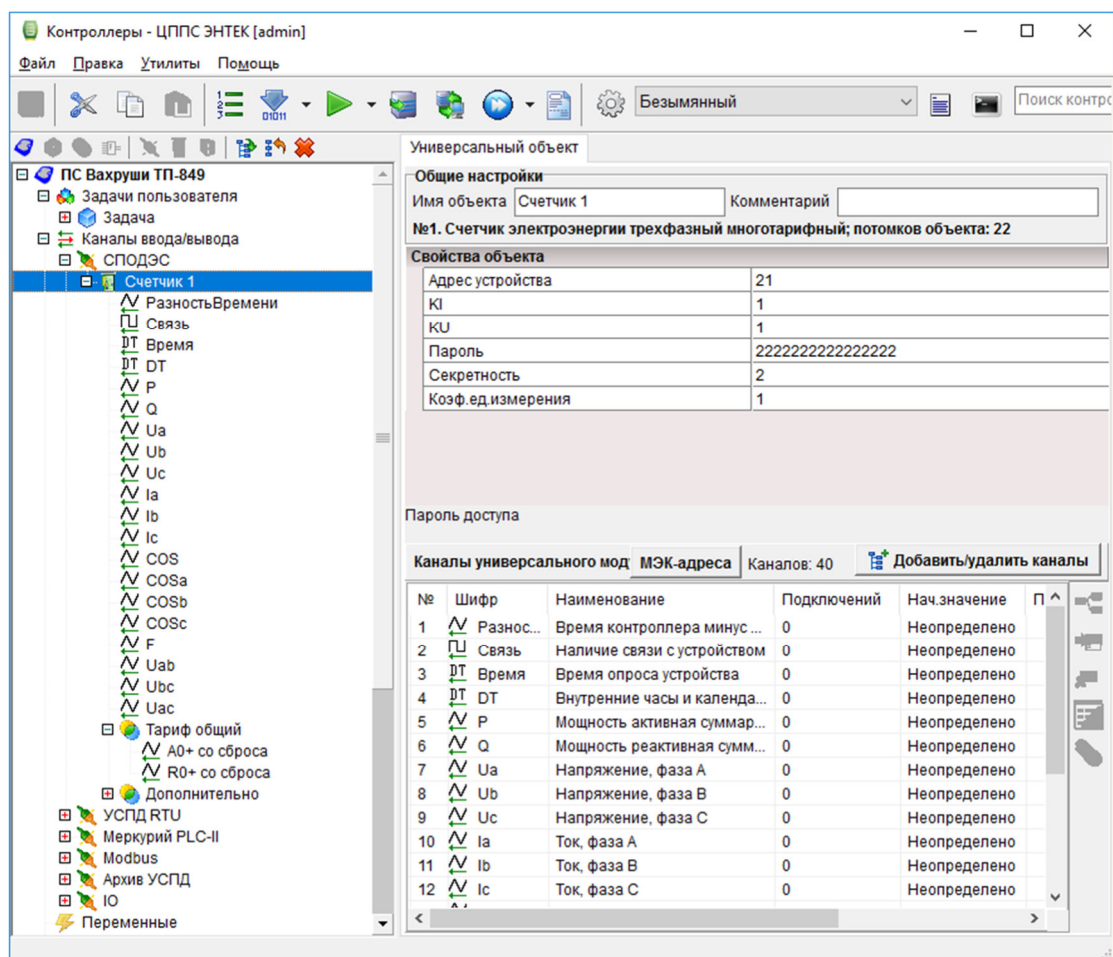 Контроллеры - ЦППС ЭНТЕК [admin]
Файл Правка Утилиты Помощь
Безымянный
Поиск контрс
Универсальный объект
ПС Вахруши ТП-849
Задачи пользователя
Задача
Каналы ввода/вывода
СПОДЭС
Счетчик 1
РазностьВремени
Связь
Время
DT
P
Q
Ua
Ub
Uc
Ia
Ib
Ic
COS
COSa
COSb
COSc
F
Uab
Ubc
Uac
Тариф общий
A0+ со сброса
R0+ со сброса
Дополнительно
УСПД RTU
Меркурий PLC-II
Modbus
Архив УСПД
IO
Переменные
Общие настройки
Имя объекта Счетчик 1 Комментарий
№1. Счетчик электроэнергии трехфазный многотарифный; потомков объекта: 22
Свойства объекта
Адрес устройства 21
KI 1
KU 1
Пароль 2222222222222222
Секретность 2
Коэф.ед.измерения 1
Пароль доступа
Каналы универсального мод МЭК-адреса Каналов: 40 Добавить/удалить каналы
№ Шифр Наименование Подключений Нач.значение П
1 Разнос... Время контроллера минус ... 0 Неопределено
2 Связь Наличие связи с устройством 0 Неопределено
3 Время Время опроса устройства 0 Неопределено
4 DT Внутренние часы и календа... 0 Неопределено
5 P Мощность активная суммар... 0 Неопределено
6 Q Мощность реактивная сумм... 0 Неопределено
7 Ua Напряжение, фаза А 0 Неопределено
8 Ub Напряжение, фаза В 0 Неопределено
9 Uc Напряжение, фаза С 0 Неопределено
10 Ia Ток, фаза А 0 Неопределено
11 Ib Ток, фаза В 0 Неопределено
12 Ic Ток, фаза С 0 Неопределено